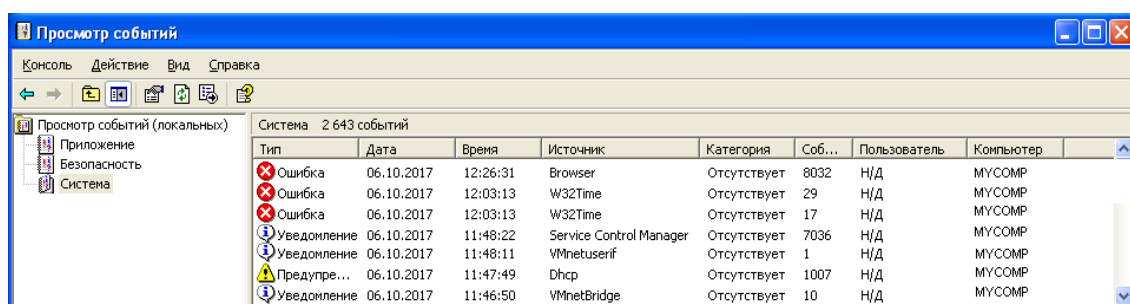 Просмотр событий
Консоль Действие Вид Справка
Просмотр событий (локальных)
Приложение
Безопасность
Система
Система 2 643 событий
Тип Дата Время Источник Категория Соб... Пользователь Компьютер
Ошибка 06.10.2017 12:26:31 Browser Отсутствует 8032 Н/Д MYCOMP
Ошибка 06.10.2017 12:03:13 W32Time Отсутствует 29 Н/Д MYCOMP
Ошибка 06.10.2017 12:03:13 W32Time Отсутствует 17 Н/Д MYCOMP
Уведомление 06.10.2017 11:48:22 Service Control Manager Отсутствует 7036 Н/Д MYCOMP
Уведомление 06.10.2017 11:48:11 VMnetuserif Отсутствует 1 Н/Д MYCOMP
Предупре... 06.10.2017 11:47:49 Dhcp Отсутствует 1007 Н/Д MYCOMP
Уведомление 06.10.2017 11:46:50 VMnetBridge Отсутствует 10 Н/Д MYCOMP